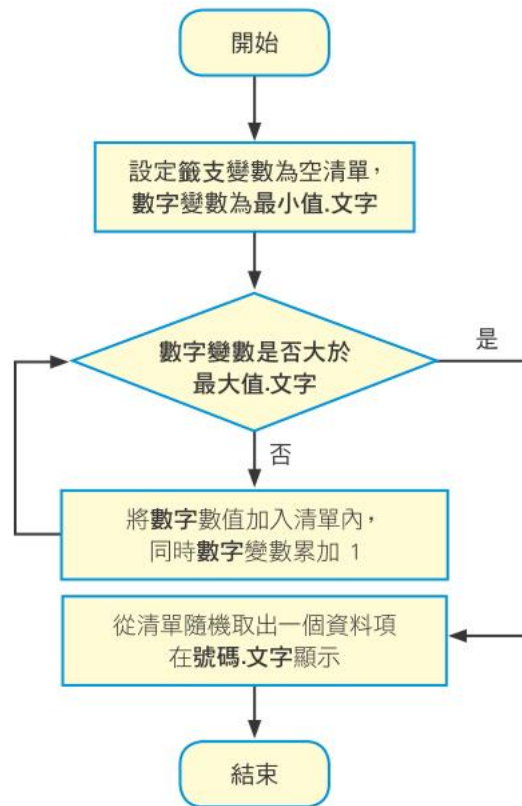 開始
設定籤支變數為空清單，
數字變數為最小值.文字
數字變數是否大於
最大值.文字
是
否
將數字數值加入清單內，
同時數字變數累加 1
從清單隨機取出一個資料項
在號碼.文字顯示
結束